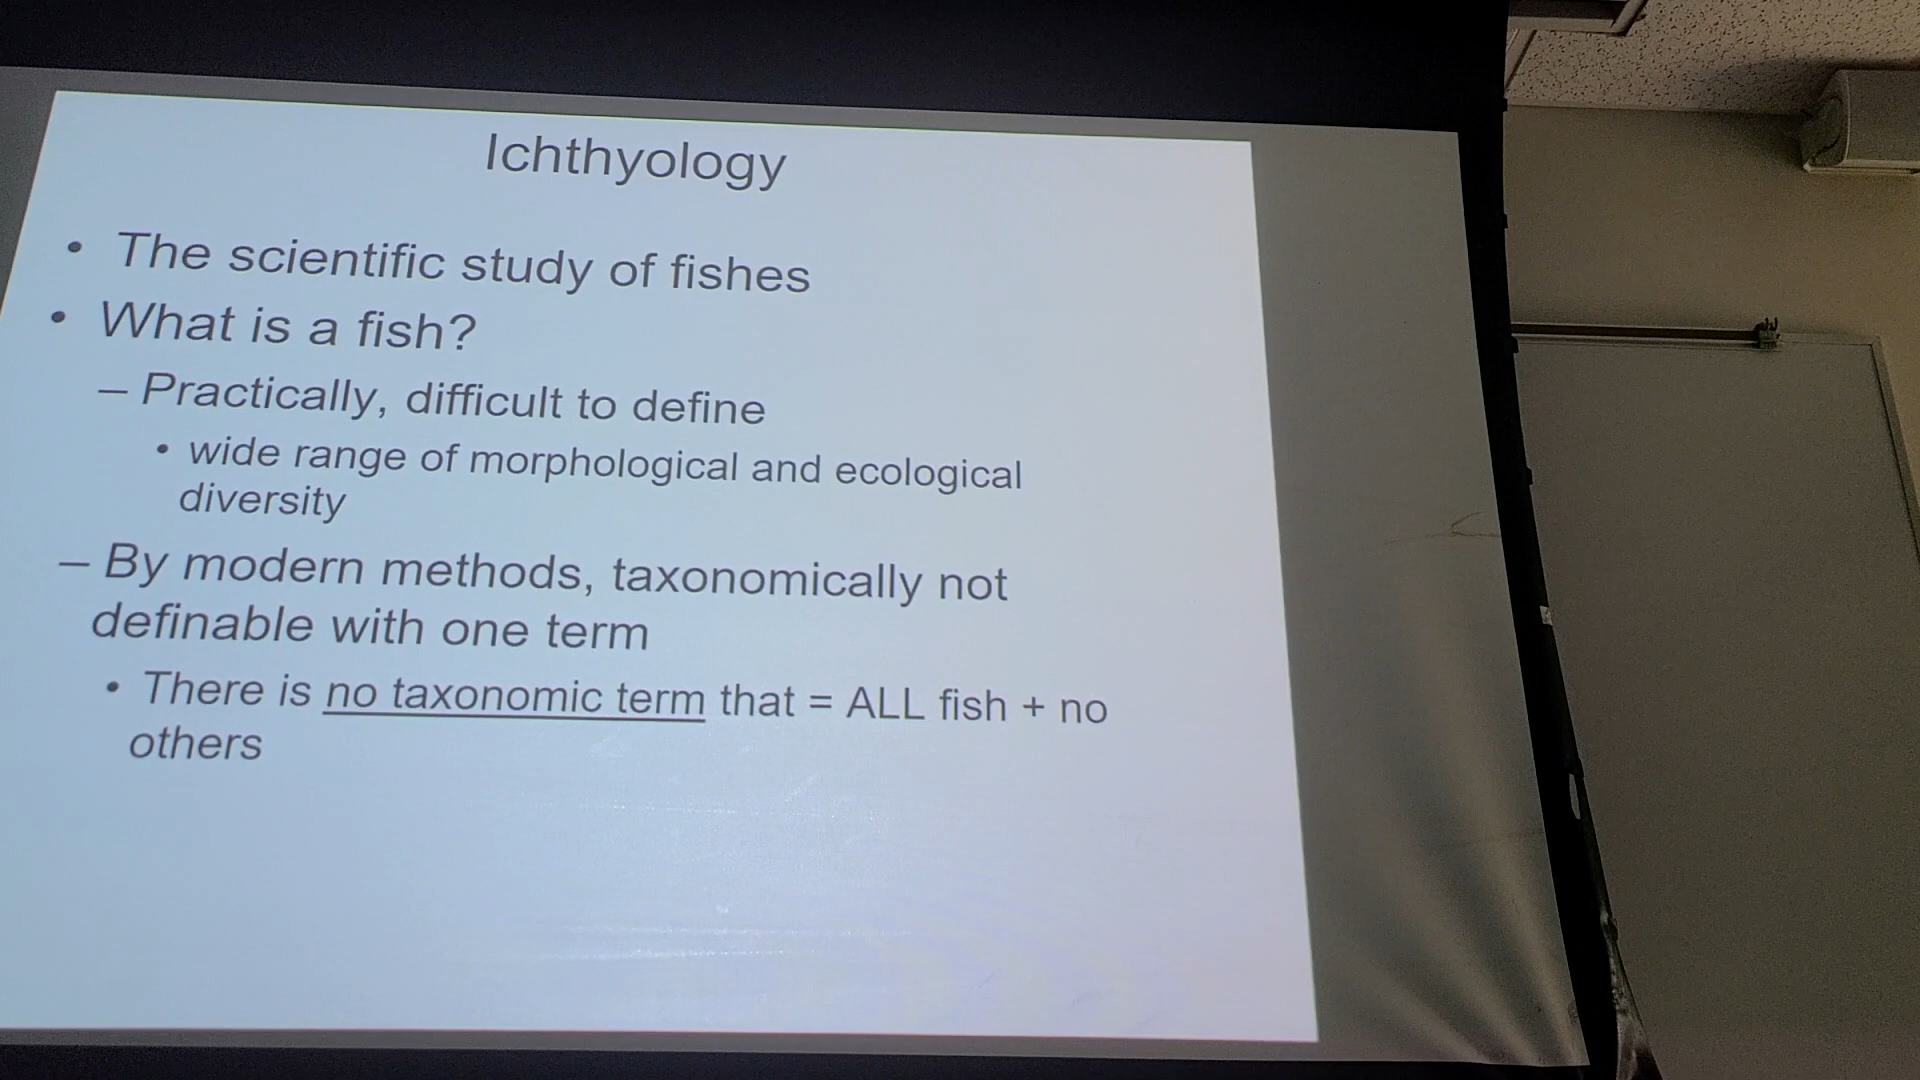 Ichthyology
• The scientific study of fishes
• What is a fish?
– Practically, difficult to define
• wide range of morphological and ecological
diversity
– By modern methods, taxonomically not
definable with one term
• There is no taxonomic term that = ALL fish + no
others